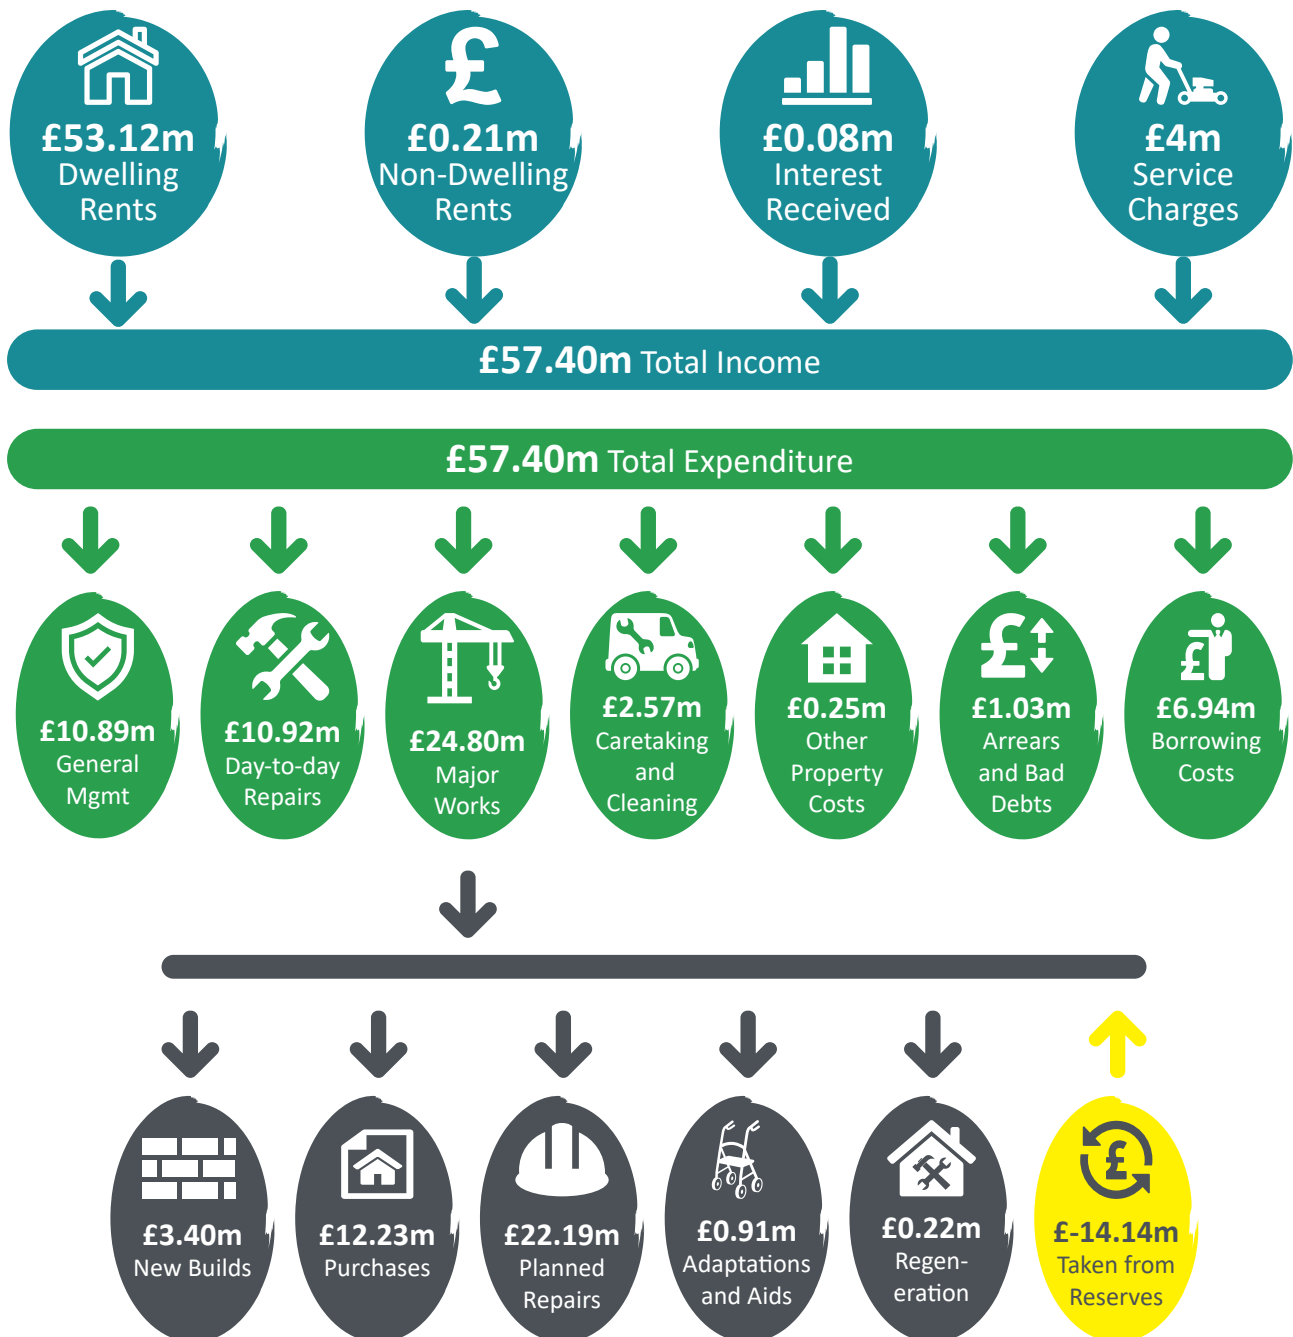 £53.12m
Dwelling
Rents
£0.21m
Non-Dwelling
Rents
£0.08m
Interest
Received
£4m
Service
Charges
£57.40m Total Income
£57.40m Total Expenditure
£10.89m
General
Mgmt
£10.92m
Day-to-day
Repairs
£24.80m
Major
Works
£2.57m
Caretaking
and
Cleaning
£0.25m
Other
Property
Costs
£1.03m
Arrears
and Bad
Debts
£6.94m
Borrowing
Costs
£3.40m
New Builds
£12.23m
Purchases
£22.19m
Planned
Repairs
£0.91m
Adaptations
and Aids
£0.22m
Regen-
eration
£-14.14m
Taken from
Reserves